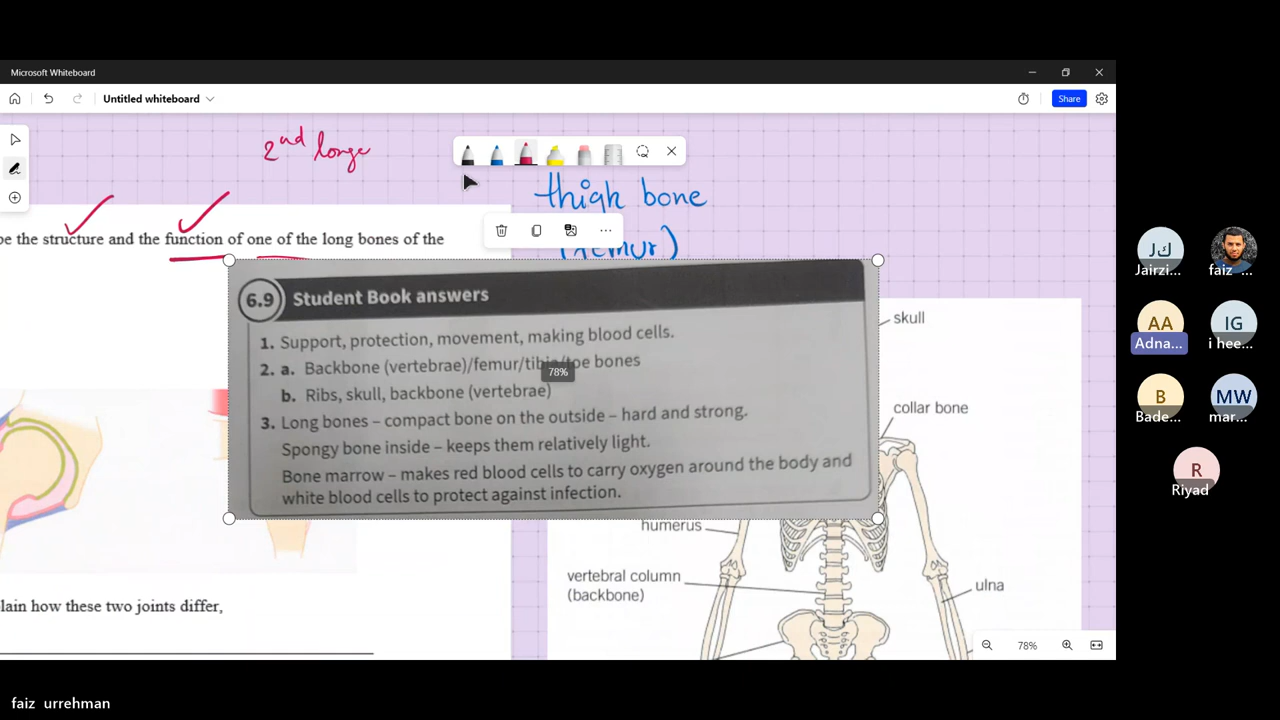 Microsoft Whiteboard
Untitled whiteboard
Share
2nd longe
thigh bone
(femur)
be the structure and the function of one of the long bones of the
6.9 Student Book answers
1. Support, protection, movement, making blood cells.
2. a. Backbone (vertebrae)/femur/tibia/toe bones
78%
b. Ribs, skull, backbone (vertebrae)
3. Long bones – compact bone on the outside – hard and strong.
Spongy bone inside – keeps them relatively light.
Bone marrow – makes red blood cells to carry oxygen around the body and
white blood cells to protect against infection.
skull
collar bone
humerus
vertebral column
(backbone)
ulna
lain how these two joints differ,
78%
كJ
Jairzi...
faiz ...
AA
Adna...
IG
i hee...
B
Bade...
MW
mar...
R
Riyad
faiz urrehman